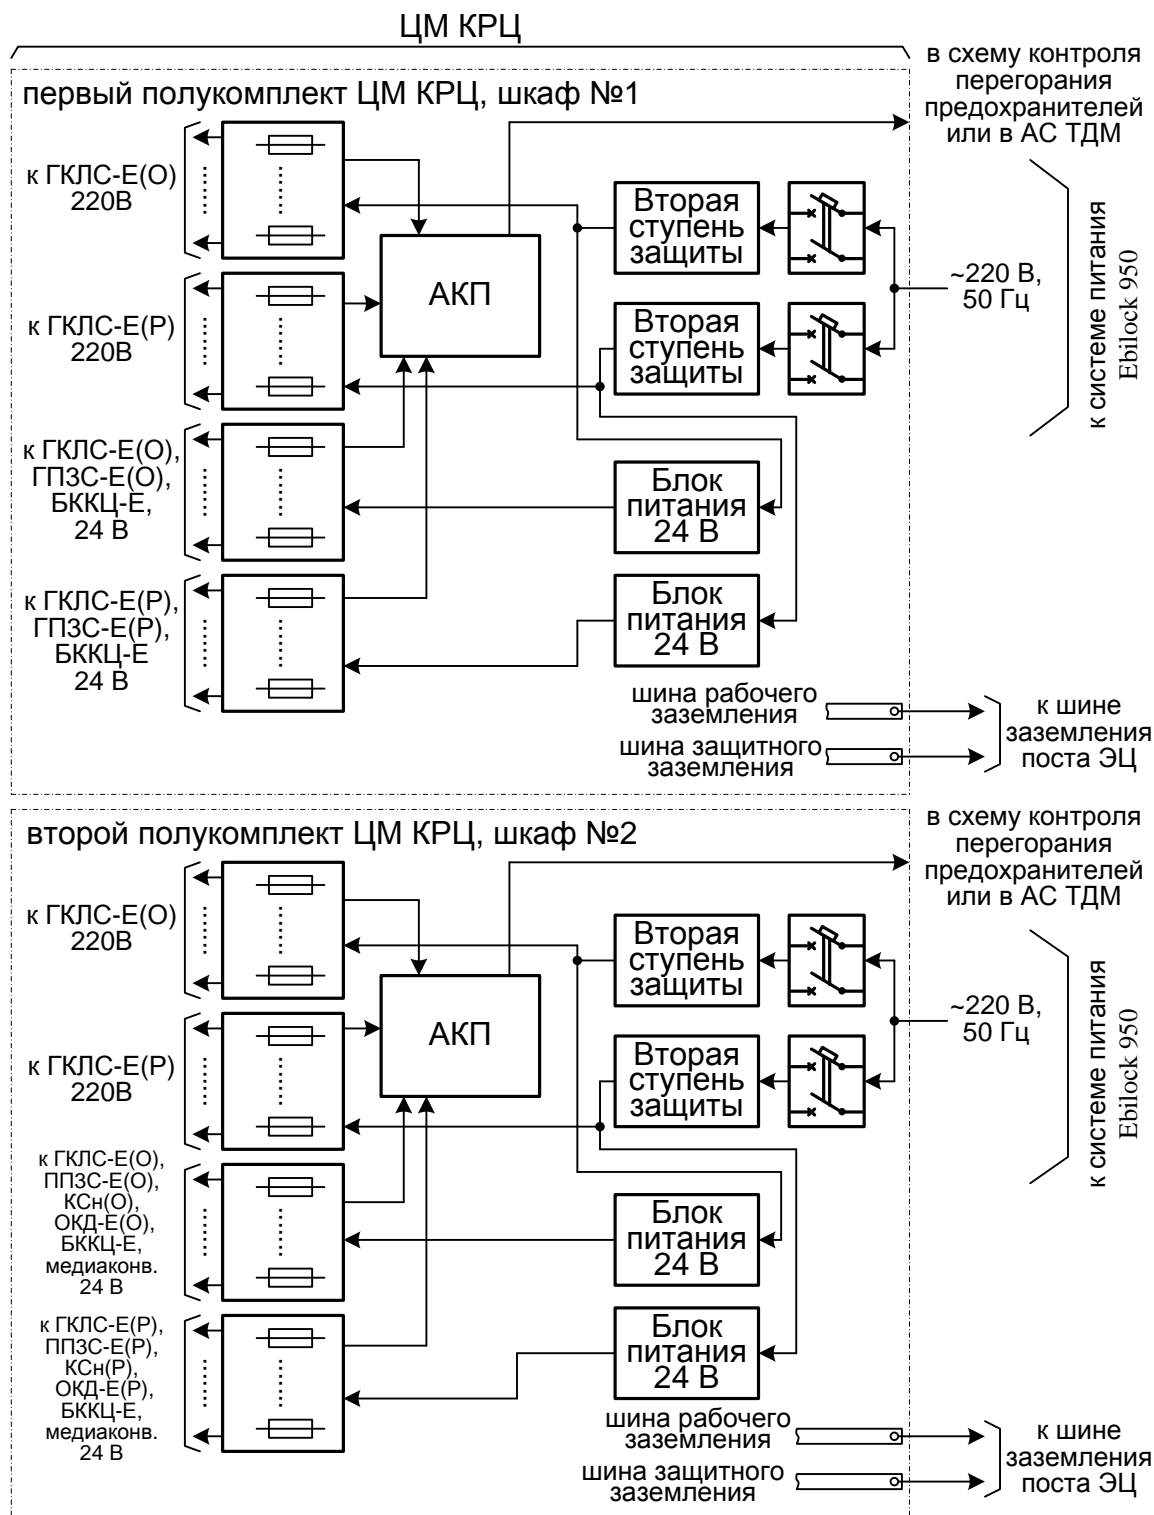 ЦМ КРЦ
первый полукомплект ЦМ КРЦ, шкаф №1
в схему контроля
перегорания
предохранителей
или в АС ТДМ
к ГКЛС-Е(О)
220В
АКП
Вторая
ступень
защиты
~220 В,
50 Гц
к системе питания
Ebilock 950
к ГКЛС-Е(Р)
220В
Вторая
ступень
защиты
к ГКЛС-Е(О),
ГПЗС-Е(О),
БККЦ-Е,
24 В
Блок
питания
24 В
к ГКЛС-Е(Р),
ГПЗС-Е(Р),
БККЦ-Е
24 В
Блок
питания
24 В
шина рабочего
заземления
шина защитного
заземления
к шине
заземления
поста ЭЦ
второй полукомплект ЦМ КРЦ, шкаф №2
в схему контроля
перегорания
предохранителей
или в АС ТДМ
к ГКЛС-Е(О)
220В
АКП
Вторая
ступень
защиты
~220 В,
50 Гц
к системе питания
Ebilock 950
к ГКЛС-Е(Р)
220В
Вторая
ступень
защиты
к ГКЛС-Е(О),
ППЗС-Е(О),
КСн(О),
ОКД-Е(О),
БККЦ-Е,
медиаконв.
24 В
Блок
питания
24 В
к ГКЛС-Е(Р),
ППЗС-Е(Р),
КСн(Р),
ОКД-Е(Р),
БККЦ-Е,
медиаконв.
24 В
Блок
питания
24 В
шина рабочего
заземления
шина защитного
заземления
к шине
заземления
поста ЭЦ